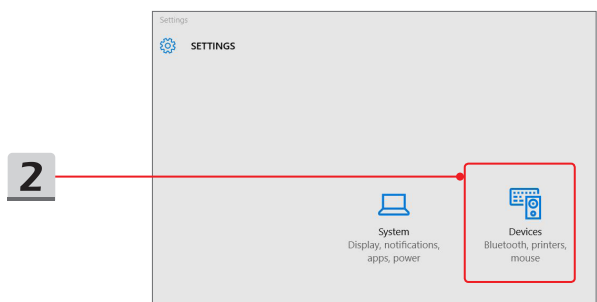 Settings
SETTINGS
2
System
Display, notifications,
apps, power
Devices
Bluetooth, printers,
mouse